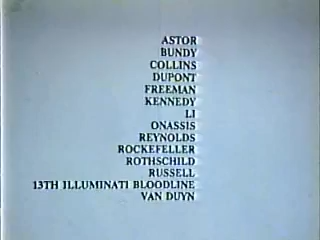 ASTOR
BUNDY
COLLINS
DUPONT
FREEMAN
KENNEDY
LI
ONASSIS
REYNOLDS
ROCKEFELLER
ROTHSCHILD
RUSSELL
13TH ILLUMINATI BLOODLINE
VAN DUYN